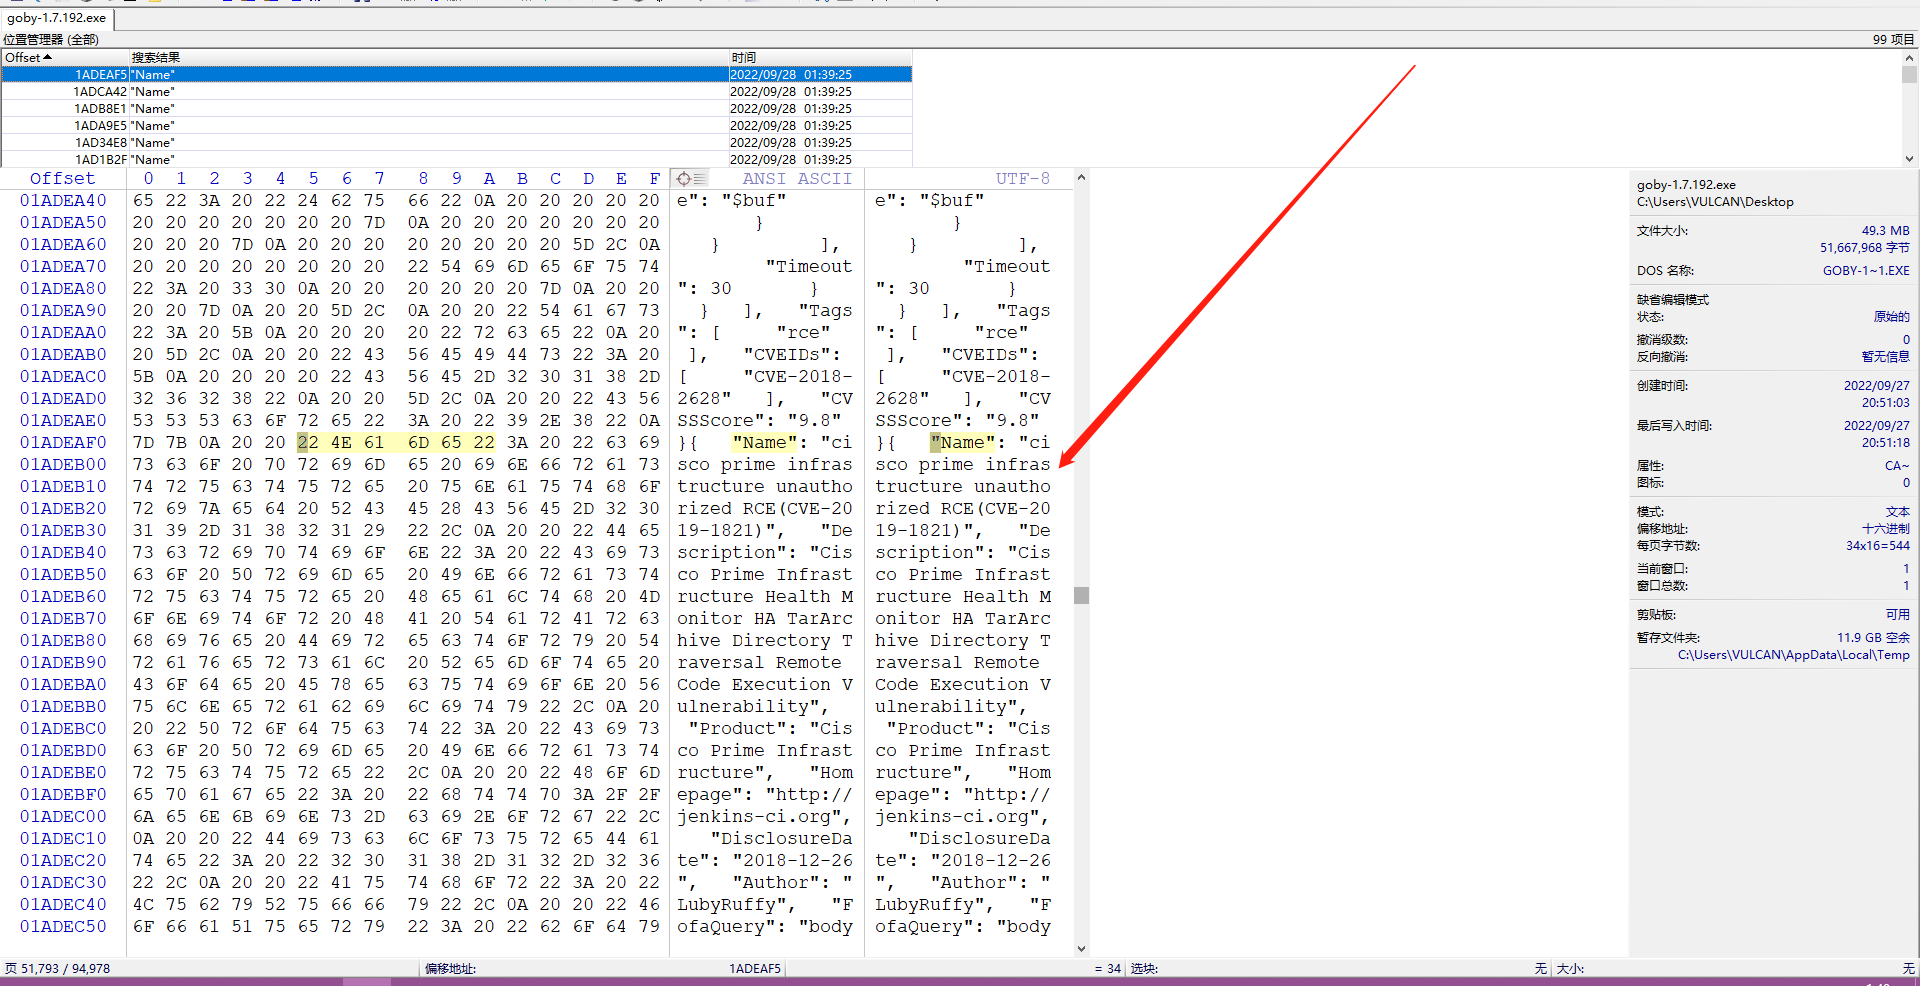 goby-1.7.192.exe
位置管理器 (全部)
99 项目
Offset 搜索结果 时间
1ADEAF5 "Name" 2022/09/28 01:39:25
1ADCA42 "Name" 2022/09/28 01:39:25
1ADB8E1 "Name" 2022/09/28 01:39:25
1ADA9E5 "Name" 2022/09/28 01:39:25
1AD34E8 "Name" 2022/09/28 01:39:25
1AD1B2F "Name" 2022/09/28 01:39:25
Offset 0 1 2 3 4 5 6 7 8 9 A B C D E F ANSI ASCII UTF-8
01ADEA40 65 22 3A 20 22 24 62 75 66 22 0A 20 20 20 20 20 e": "$buf" e": "$buf"
01ADEA50 20 20 20 20 20 20 20 7D 0A 20 20 20 20 20 20 20 } }
01ADEA60 20 20 20 7D 0A 20 20 20 20 20 20 20 20 5D 2C 0A } ], } ],
01ADEA70 20 20 20 20 20 20 20 20 22 54 69 6D 65 6F 75 74 "Timeout "Timeout
01ADEA80 22 3A 20 33 30 0A 20 20 20 20 20 20 7D 0A 20 20 ": 30 } ": 30 }
01ADEA90 20 20 7D 0A 20 20 5D 2C 0A 20 20 22 54 61 67 73 } ], "Tags } ], "Tags
01ADEAA0 22 3A 20 5B 0A 20 20 20 20 22 72 63 65 22 0A 20 ": [ "rce" ": [ "rce"
01ADEAB0 20 5D 2C 0A 20 20 22 43 56 45 49 44 73 22 3A 20 ], "CVEIDs": ], "CVEIDs":
01ADEAC0 5B 0A 20 20 20 20 22 43 56 45 2D 32 30 31 38 2D [ "CVE-2018- [ "CVE-2018-
01ADEAD0 32 36 32 38 22 0A 20 20 5D 2C 0A 20 20 22 43 56 2628" ], "CV 2628" ], "CV
01ADEAE0 53 53 53 63 6F 72 65 22 3A 20 22 39 2E 38 22 0A SSScore": "9.8" SSScore": "9.8"
01ADEAF0 7D 7B 0A 20 20 22 4E 61 6D 65 22 3A 20 22 63 69 }{ "Name": "ci }{ "Name": "ci
01ADEB00 73 63 6F 20 70 72 69 6D 65 20 69 6E 66 72 61 73 sco prime infras sco prime infras
01ADEB10 74 72 75 63 74 75 72 65 20 75 6E 61 75 74 68 6F tructure unautho tructure unautho
01ADEB20 72 69 7A 65 64 20 52 43 45 28 43 56 45 2D 32 30 rized RCE(CVE-20 rized RCE(CVE-20
01ADEB30 31 39 2D 31 38 32 31 29 22 2C 0A 20 20 22 44 65 19-1821)", "De 19-1821)", "De
01ADEB40 73 63 72 69 70 74 69 6F 6E 22 3A 20 22 43 69 73 scription": "Cis scription": "Cis
01ADEB50 63 6F 20 50 72 69 6D 65 20 49 6E 66 72 61 73 74 co Prime Infrast co Prime Infrast
01ADEB60 72 75 63 74 75 72 65 20 48 65 61 6C 74 68 20 4D ructure Health M ructure Health M
01ADEB70 6F 6E 69 74 6F 72 20 48 41 20 54 61 72 41 72 63 onitor HA TarArc onitor HA TarArc
01ADEB80 68 69 76 65 20 44 69 72 65 63 74 6F 72 79 20 54 hive Directory T hive Directory T
01ADEB90 72 61 76 65 72 73 61 6C 20 52 65 6D 6F 74 65 20 raversal Remote raversal Remote
01ADEBA0 43 6F 64 65 20 45 78 65 63 75 74 69 6F 6E 20 56 Code Execution V Code Execution V
01ADEBB0 75 6C 6E 65 72 61 62 69 6C 69 74 79 22 2C 0A 20 ulnerability", ulnerability",
01ADEBC0 20 22 50 72 6F 64 75 63 74 22 3A 20 22 43 69 73 "Product": "Cis "Product": "Cis
01ADEBD0 63 6F 20 50 72 69 6D 65 20 49 6E 66 72 61 73 74 co Prime Infrast co Prime Infrast
01ADEBE0 72 75 63 74 75 72 65 22 2C 0A 20 20 22 48 6F 6D ructure", "Hom ructure", "Hom
01ADEBF0 65 70 61 67 65 22 3A 20 22 68 74 74 70 3A 2F 2F epage": "http:// epage": "http://
01ADEC00 6A 65 6E 6B 69 6E 73 2D 63 69 2E 6F 72 67 22 2C jenkins-ci.org", jenkins-ci.org",
01ADEC10 0A 20 20 22 44 69 73 63 6C 6F 73 75 72 65 44 61 "DisclosureDa "DisclosureDa
01ADEC20 74 65 22 3A 20 22 32 30 31 38 2D 31 32 2D 32 36 te": "2018-12-26 te": "2018-12-26
01ADEC30 22 2C 0A 20 20 22 41 75 74 68 6F 72 22 3A 20 22 ", "Author": " ", "Author": "
01ADEC40 4C 75 62 79 52 75 66 66 79 22 2C 0A 20 20 22 46 LubyRuffy", "F LubyRuffy", "F
01ADEC50 6F 66 61 51 75 65 72 79 22 3A 20 22 62 6F 64 79 ofaQuery": "body ofaQuery": "body
goby-1.7.192.exe
C:\Users\VULCAN\Desktop
文件大小: 49.3 MB
51,667,968 字节
DOS 名称: GOBY-1~1.EXE
缺省编辑模式
状态: 原始的
撤消级数: 0
反向撤消: 暂无信息
创建时间: 2022/09/27
20:51:03
最后写入时间: 2022/09/27
20:51:18
属性: CA~
图标: 0
模式: 文本
偏移地址: 十六进制
每页字节数: 34x16=544
当前窗口: 1
窗口总数: 1
剪贴板: 可用
暂存文件夹: 11.9 GB 空余
C:\Users\VULCAN\AppData\Local\Temp
页 51,793 / 94,978 偏移地址: 1ADEAF5 = 34 选块: 无 大小: 无